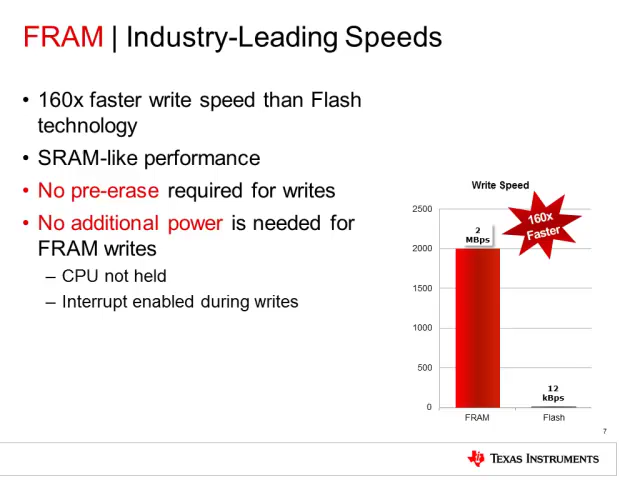 FRAM | Industry-Leading Speeds
• 160x faster write speed than Flash
technology
• SRAM-like performance
• No pre-erase required for writes
• No additional power is needed for
FRAM writes
– CPU not held
– Interrupt enabled during writes
Write Speed
160x
Faster
2500
2000
1500
1000
500
0
2
MBps
12
kBps
FRAM
Flash
7
TEXAS INSTRUMENTS